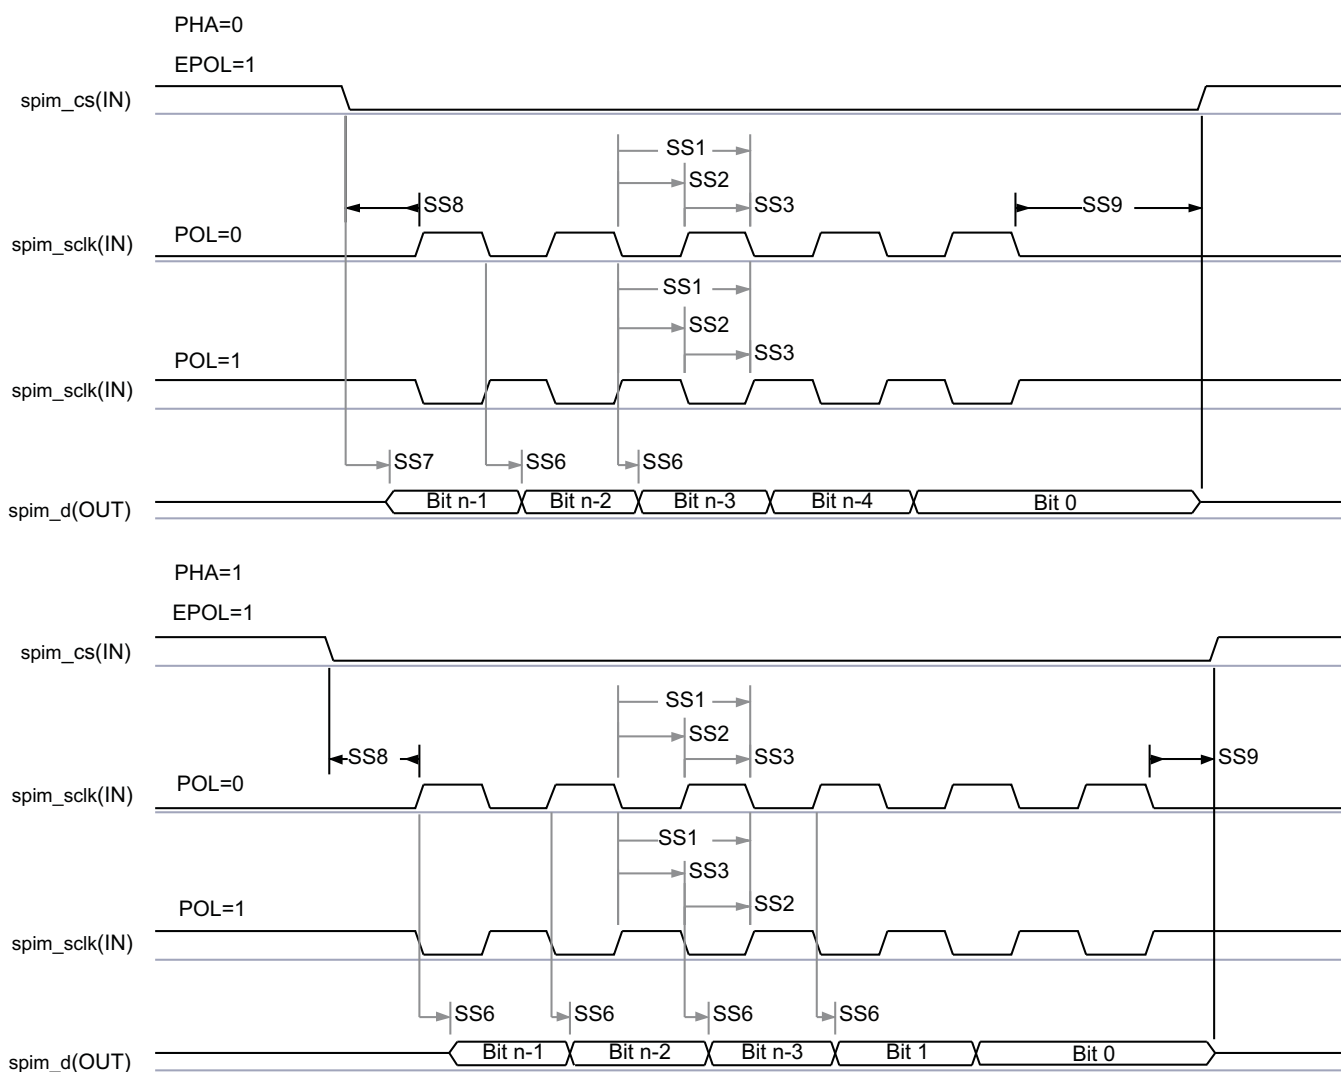 PHA=0
EPOL=1
spim_cs(IN)
SS1
SS2
SS8
SS3
SS9
POL=0
spim_sclk(IN)
SS1
SS2
SS3
POL=1
spim_sclk(IN)
SS7
SS6
SS6
spim_d(OUT)
Bit n-1
Bit n-2
Bit n-3
Bit n-4
Bit 0
PHA=1
EPOL=1
spim_cs(IN)
SS1
SS2
SS8
SS3
SS9
POL=0
spim_sclk(IN)
SS1
SS3
SS2
POL=1
spim_sclk(IN)
SS6
SS6
SS6
SS6
spim_d(OUT)
Bit n-1
Bit n-2
Bit n-3
Bit 1
Bit 0